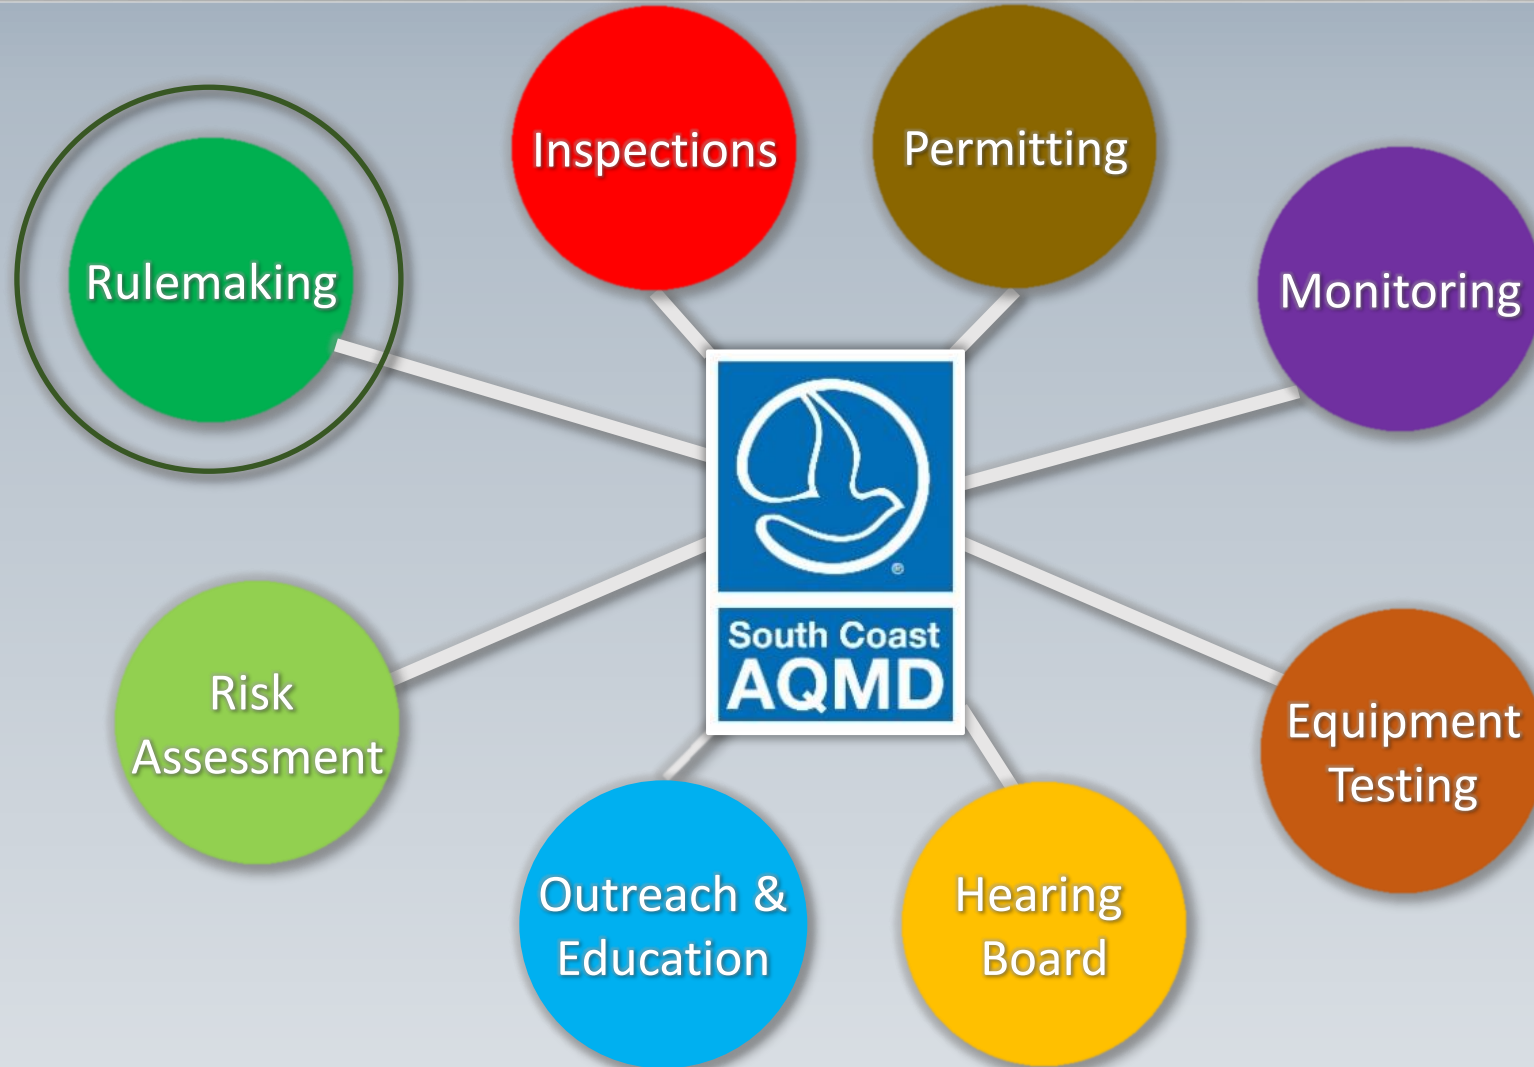 Inspections
Permitting
Rulemaking
Monitoring
®
South Coast
AQMD
Risk
Assessment
Equipment
Testing
Outreach &
Education
Hearing
Board